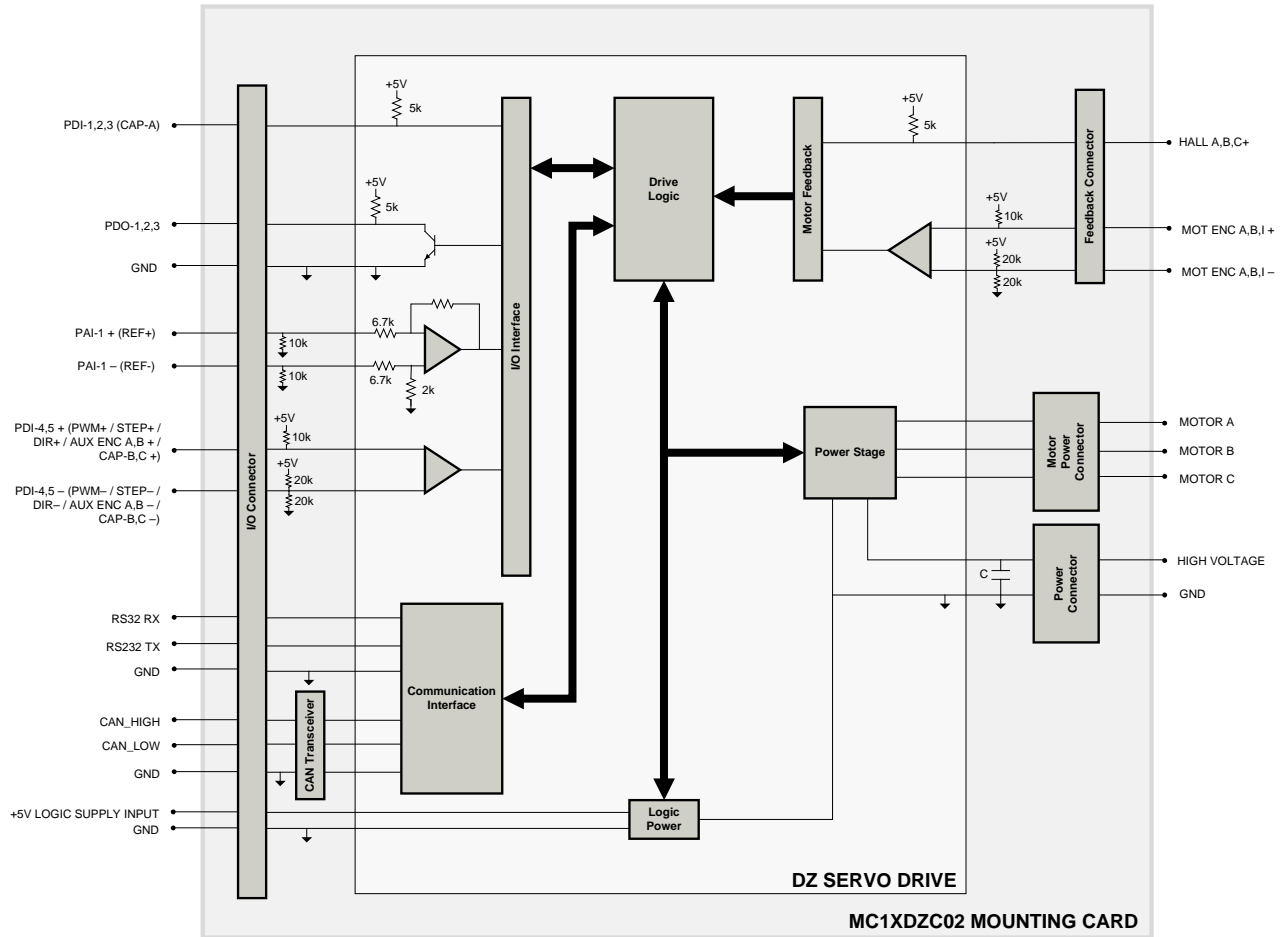 +5V
5k
PDI-1,2,3 (CAP-A)
+5V
5k
PDO-1,2,3
GND
PAI-1 + (REF+)
10k
6.7k
PAI-1 – (REF-)
10k
6.7k
2k
PDI-4,5 + (PWM+ / STEP+ /
DIR+ / AUX ENC A,B + /
CAP-B,C +)
+5V
10k
+5V
20k
20k
PDI-4,5 – (PWM– / STEP– /
DIR– / AUX ENC A,B – /
CAP-B,C –)
I/O Connector
I/O Interface
RS32 RX
RS232 TX
GND
CAN_HIGH
CAN_LOW
GND
CAN Transceiver
Communication
Interface
+5V LOGIC SUPPLY INPUT
GND
Drive
Logic
Motor Feedback
+5V
5k
Feedback Connector
HALL A,B,C+
+5V
10k
MOT ENC A,B,I +
+5V
20k
20k
MOT ENC A,B,I –
Power Stage
Motor
Power
Connector
MOTOR A
MOTOR B
MOTOR C
C
Power
Connector
HIGH VOLTAGE
GND
Logic
Power
DZ SERVO DRIVE
MC1XDZC02 MOUNTING CARD